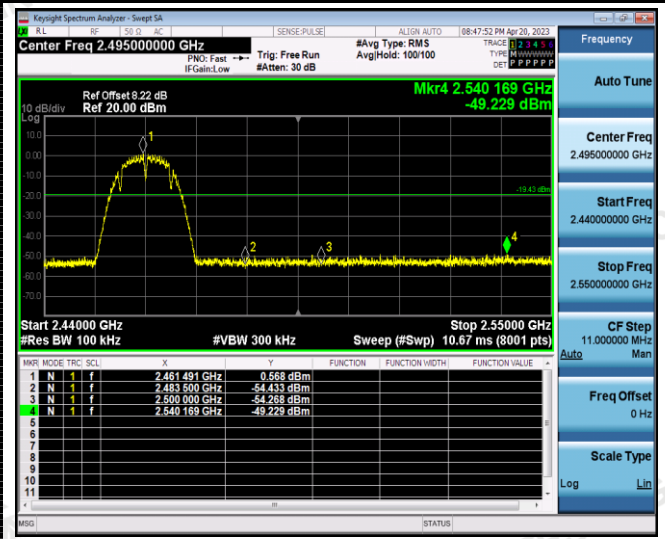 Keysight Spectrum Analyzer - Swept SA
RL RF 50 Ω AC SENSE:PULSE ALIGN AUTO 08:47:52 PM Apr 20, 2023
Center Freq 2.495000000 GHz #Avg Type: RMS TRACE 1 2 3 4 5 6
PNO: Fast Trig: Free Run Avg|Hold: 100/100 TYPE M WWWWW
IFGain:Low #Atten: 30 dB DET P P P P P P
Frequency
Auto Tune
Center Freq
2.495000000 GHz
Start Freq
2.440000000 GHz
Stop Freq
2.550000000 GHz
CF Step
11.000000 MHz
Auto Man
Freq Offset
0 Hz
Scale Type
Log Lin
Mkr4 2.540 169 GHz
-49.229 dBm
Ref Offset 8.22 dB
10 dB/div Ref 20.00 dBm
Log
10.0
0.00
-10.0
-20.0
-30.0
-40.0
-50.0
-60.0
-70.0
1
2
3
4
-19.43 dBm
Start 2.44000 GHz Stop 2.55000 GHz
#Res BW 100 kHz #VBW 300 kHz Sweep (#Swp) 10.67 ms (8001 pts)
MKR MODE TRC SCL X Y FUNCTION FUNCTION WIDTH FUNCTION VALUE
1 N 1 f 2.461 491 GHz 0.568 dBm
2 N 1 f 2.483 500 GHz -54.433 dBm
3 N 1 f 2.500 000 GHz -54.268 dBm
4 N 1 f 2.540 169 GHz -49.229 dBm
5
6
7
8
9
10
11
MSG STATUS